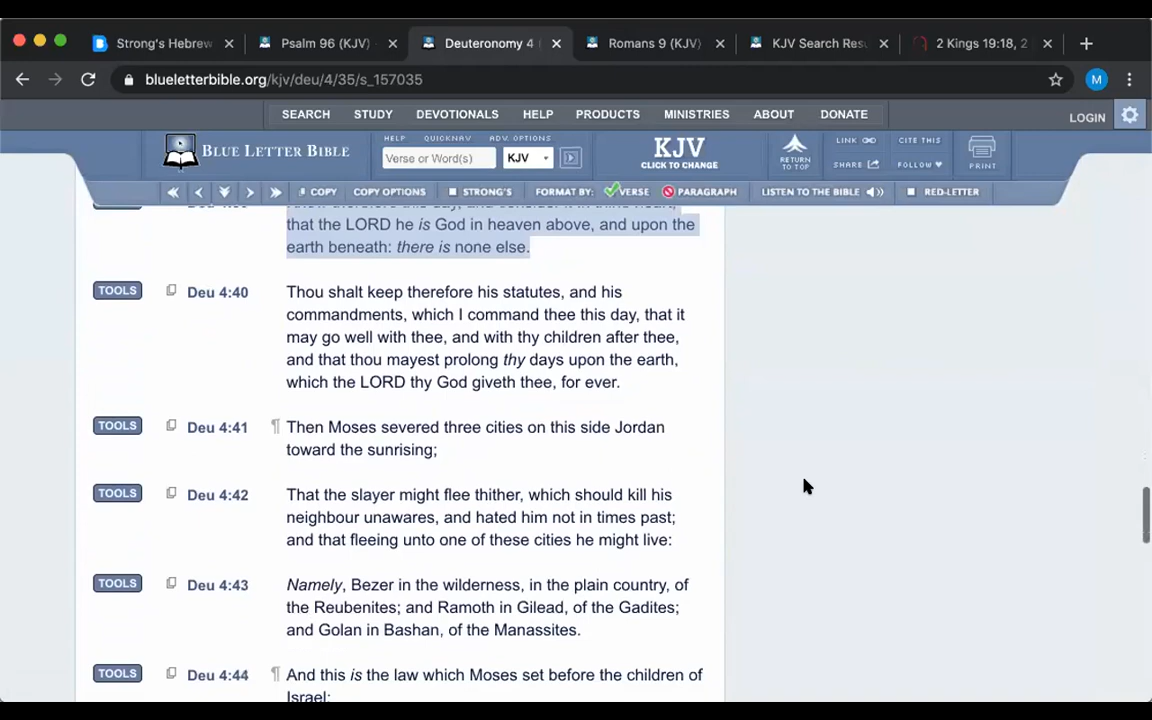 Strong's Hebrew
Psalm 96 (KJV)
Deuteronomy 4
Romans 9 (KJV)
KJV Search Res
2 Kings 19:18, 2
blueletterbible.org/kjv/deu/4/35/s_157035
M
SEARCH STUDY DEVOTIONALS HELP PRODUCTS MINISTRIES ABOUT DONATE LOGIN
BLUE LETTER BIBLE
HELP QUICKNAV ADV. OPTIONS
Verse or Word(s) KJV
KJV
CLICK TO CHANGE
RETURN
TO TOP
LINK CITE THIS
SHARE FOLLOW
PRINT
COPY COPY OPTIONS STRONG'S FORMAT BY: VERSE PARAGRAPH LISTEN TO THE BIBLE RED-LETTER
that the LORD he is God in heaven above, and upon the
earth beneath: there is none else.
TOOLS Deu 4:40 Thou shalt keep therefore his statutes, and his
commandments, which I command thee this day, that it
may go well with thee, and with thy children after thee,
and that thou mayest prolong thy days upon the earth,
which the LORD thy God giveth thee, for ever.
TOOLS Deu 4:41 ¶ Then Moses severed three cities on this side Jordan
toward the sunrising;
TOOLS Deu 4:42 That the slayer might flee thither, which should kill his
neighbour unawares, and hated him not in times past;
and that fleeing unto one of these cities he might live:
TOOLS Deu 4:43 Namely, Bezer in the wilderness, in the plain country, of
the Reubenites; and Ramoth in Gilead, of the Gadites;
and Golan in Bashan, of the Manassites.
TOOLS Deu 4:44 ¶ And this is the law which Moses set before the children of
Israel: